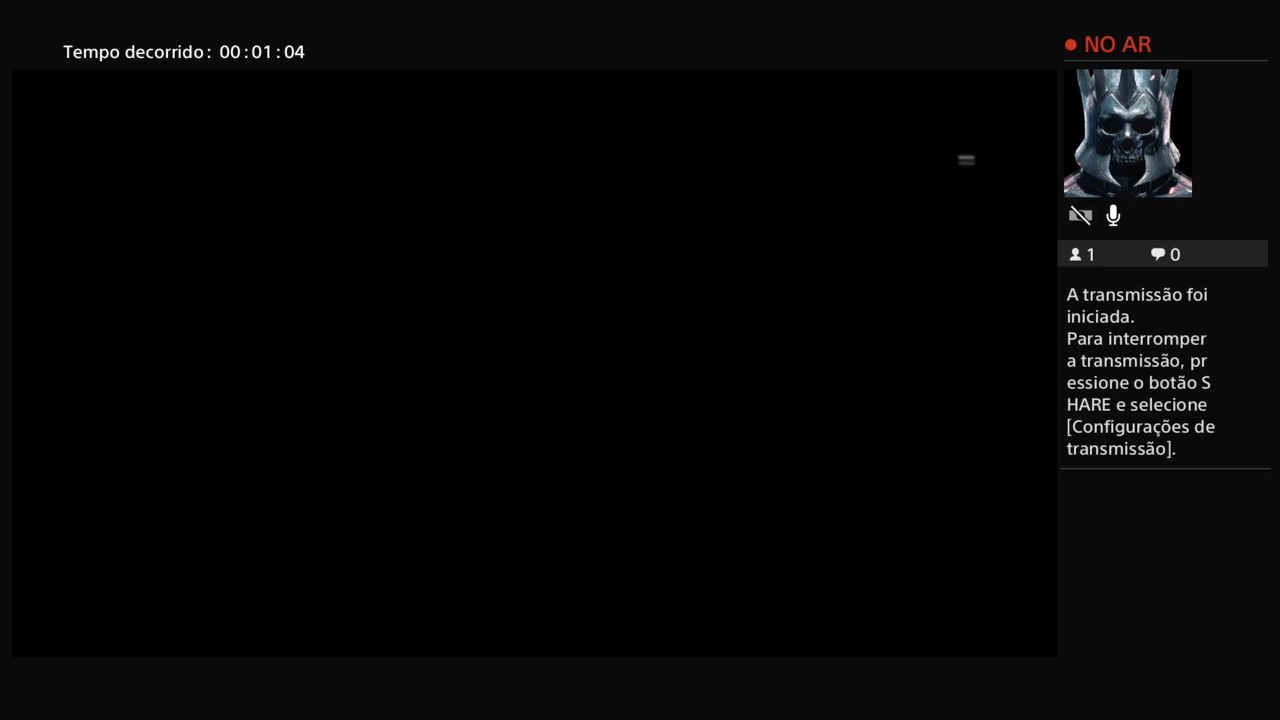 Tempo decorrido: 00:01:04
NO AR
1 0
A transmissão foi
iniciada.
Para interromper
a transmissão, pr
essione o botão S
HARE e selecione
[Configurações de
transmissão].